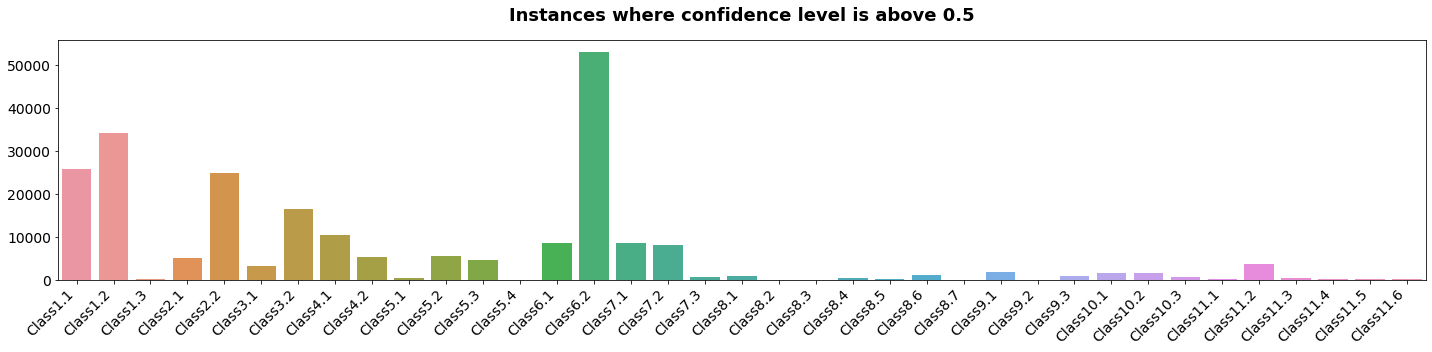 Instances where confidence level is above 0.5
50000
40000
30000
20000
10000
0
Class1.1
Class1.2
Class1.3
Class2.1
Class2.2
Class3.1
Class3.2
Class4.1
Class4.2
Class5.1
Class5.2
Class5.3
Class5.4
Class6.1
Class6.2
Class7.1
Class7.2
Class7.3
Class8.1
Class8.2
Class8.3
Class8.4
Class8.5
Class8.6
Class8.7
Class9.1
Class9.2
Class9.3
Class10.1
Class10.2
Class10.3
Class11.1
Class11.2
Class11.3
Class11.4
Class11.5
Class11.6